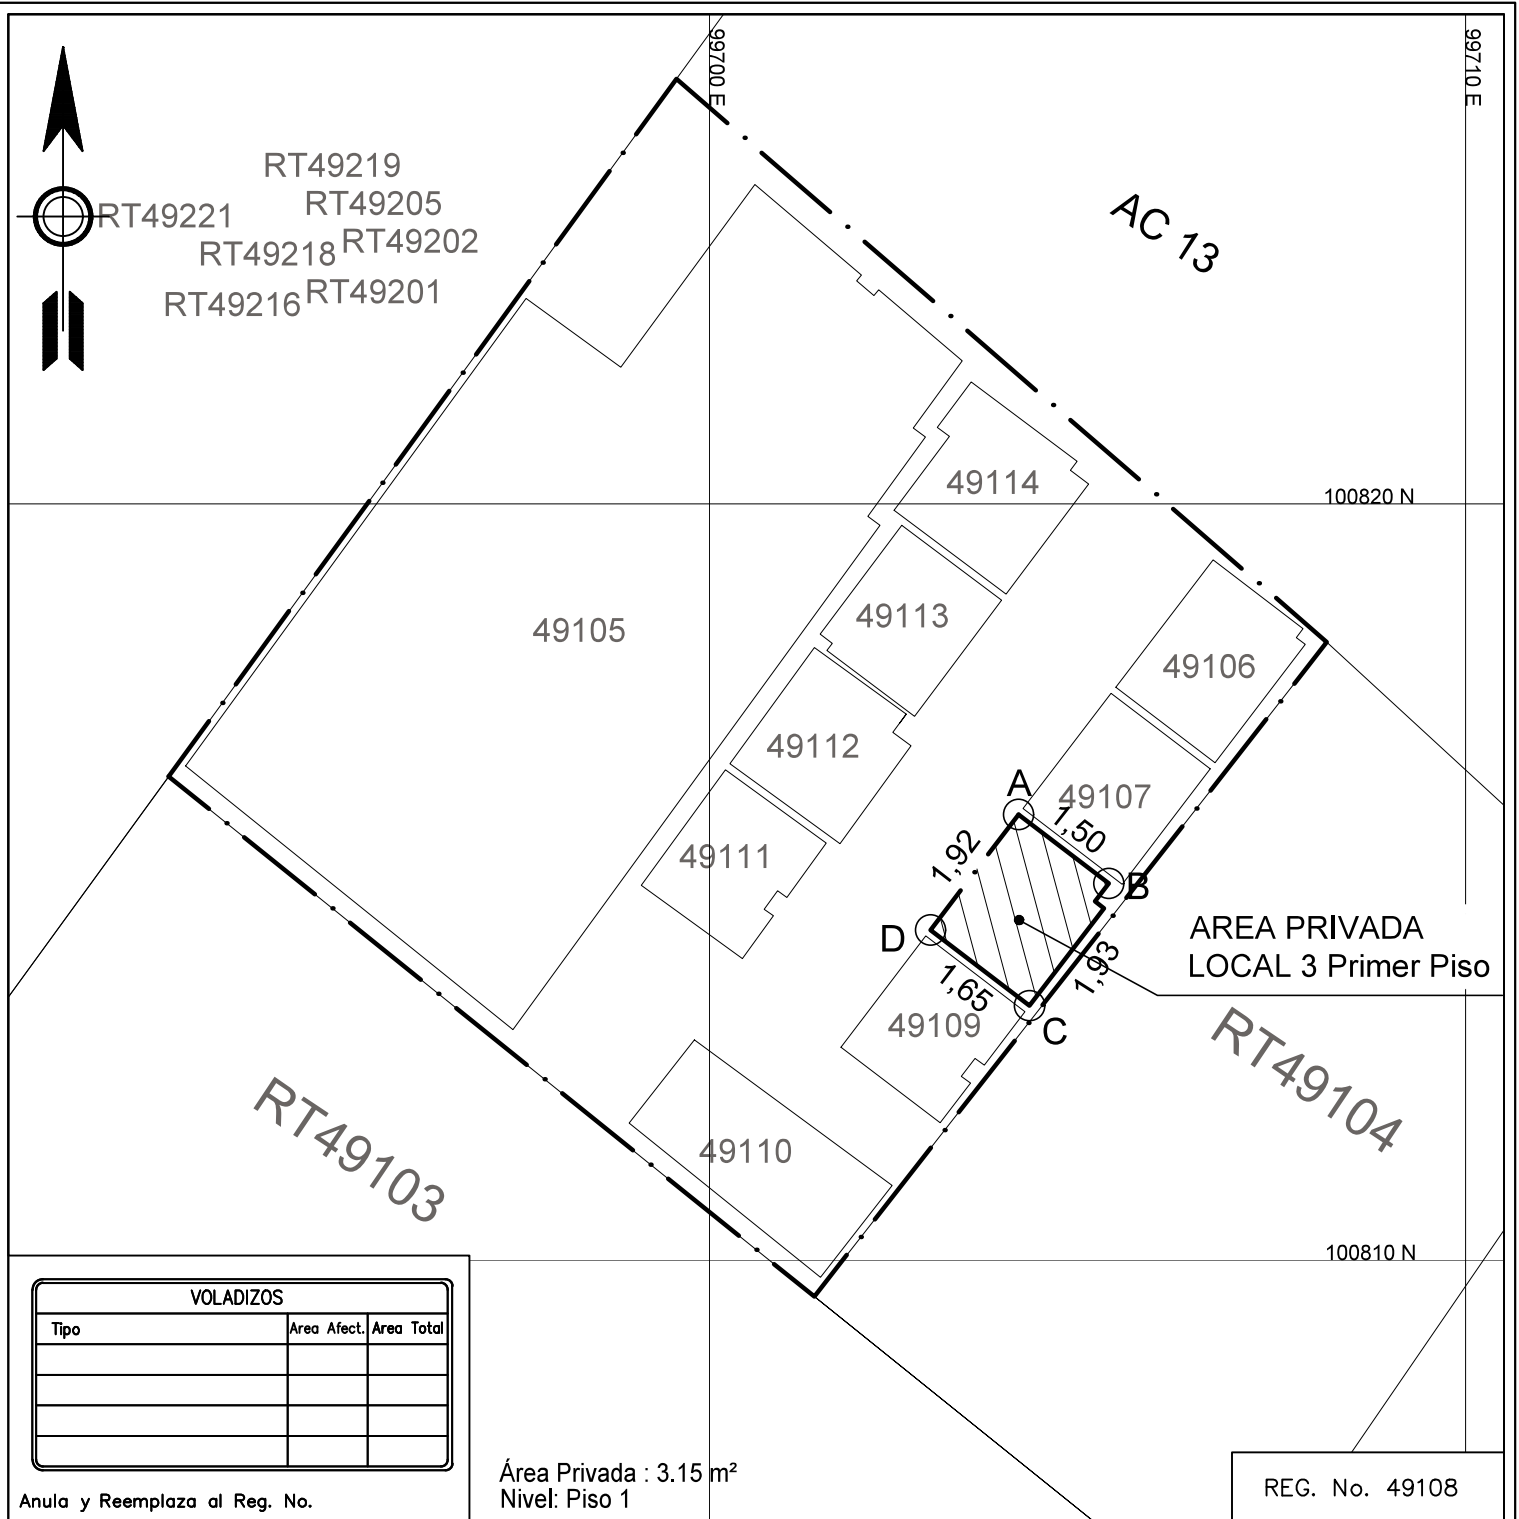 99700 E
99710 E
RT49219
RT49205
RT49221
RT49202
RT49218
RT49201
RT49216
AC 13
100820 N
49114
49113
49105
49106
49112
49107
49111
A
1,50
1,92
B
D
AREA PRIVADA
LOCAL 3 Primer Piso
1,93
1,65
C
49109
RT49104
RT49103
49110
100810 N
VOLADIZOS
Tipo Area Afect. Area Total
Anula y Reemplaza al Reg. No.
Área Privada : 3.15 m²
Nivel: Piso 1
REG. No. 49108